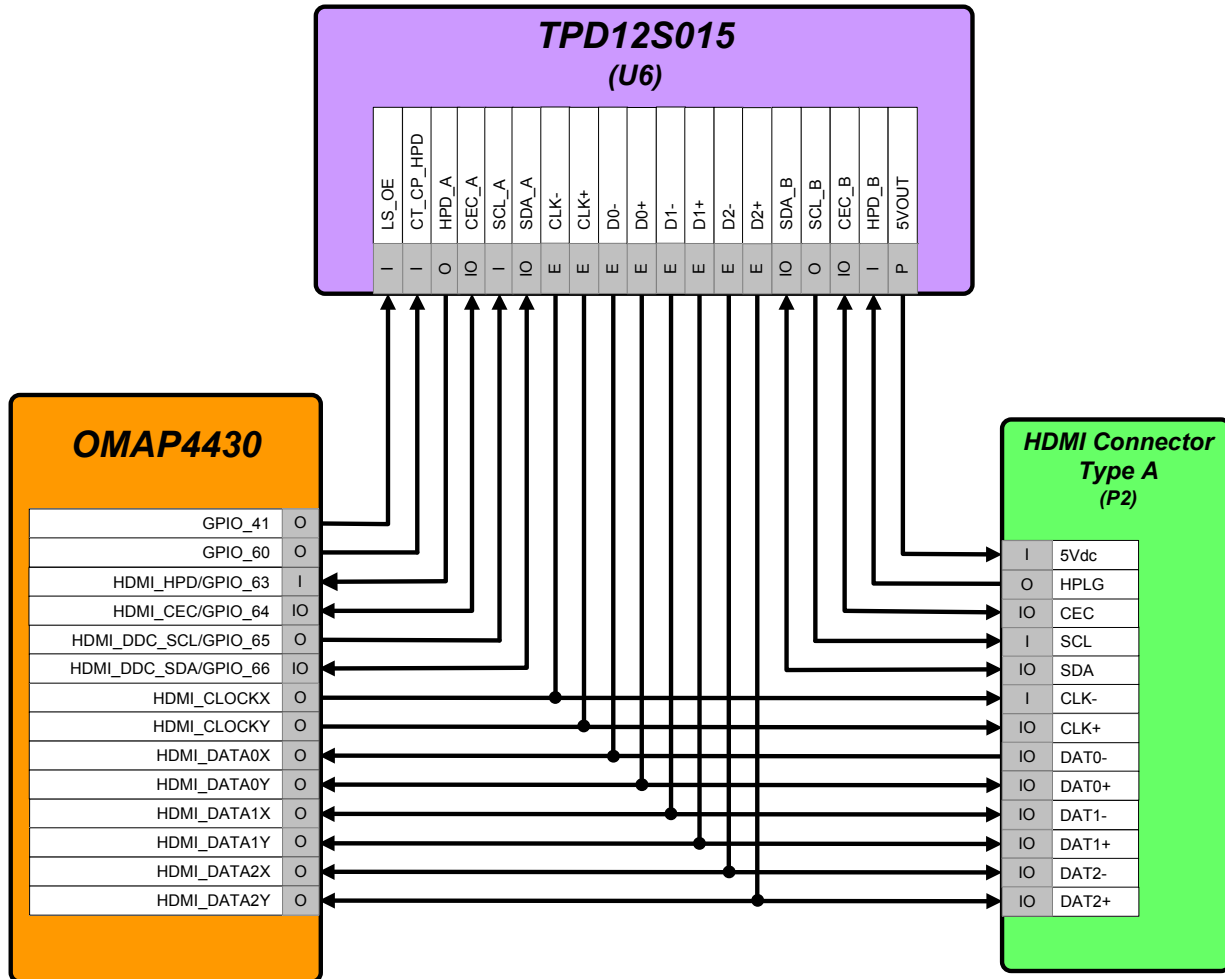 TPD12S015
(U6)
LS_OE
CT_CP_HPD
HPD_A
CEC_A
SCL_A
SDA_A
CLK-
CLK+
D0-
D0+
D1-
D1+
D2-
D2+
SDA_B
SCL_B
CEC_B
HPD_B
5VOUT
I
I
O
IO
I
IO
E
E
E
E
E
E
E
E
IO
O
IO
I
P
OMAP4430
GPIO_41 O
GPIO_60 O
HDMI_HPD/GPIO_63 I
HDMI_CEC/GPIO_64 IO
HDMI_DDC_SCL/GPIO_65 O
HDMI_DDC_SDA/GPIO_66 IO
HDMI_CLOCKX O
HDMI_CLOCKY O
HDMI_DATA0X O
HDMI_DATA0Y O
HDMI_DATA1X O
HDMI_DATA1Y O
HDMI_DATA2X O
HDMI_DATA2Y O
HDMI Connector
Type A
(P2)
I 5Vdc
O HPLG
IO CEC
I SCL
IO SDA
I CLK-
IO CLK+
IO DAT0-
IO DAT0+
IO DAT1-
IO DAT1+
IO DAT2-
IO DAT2+